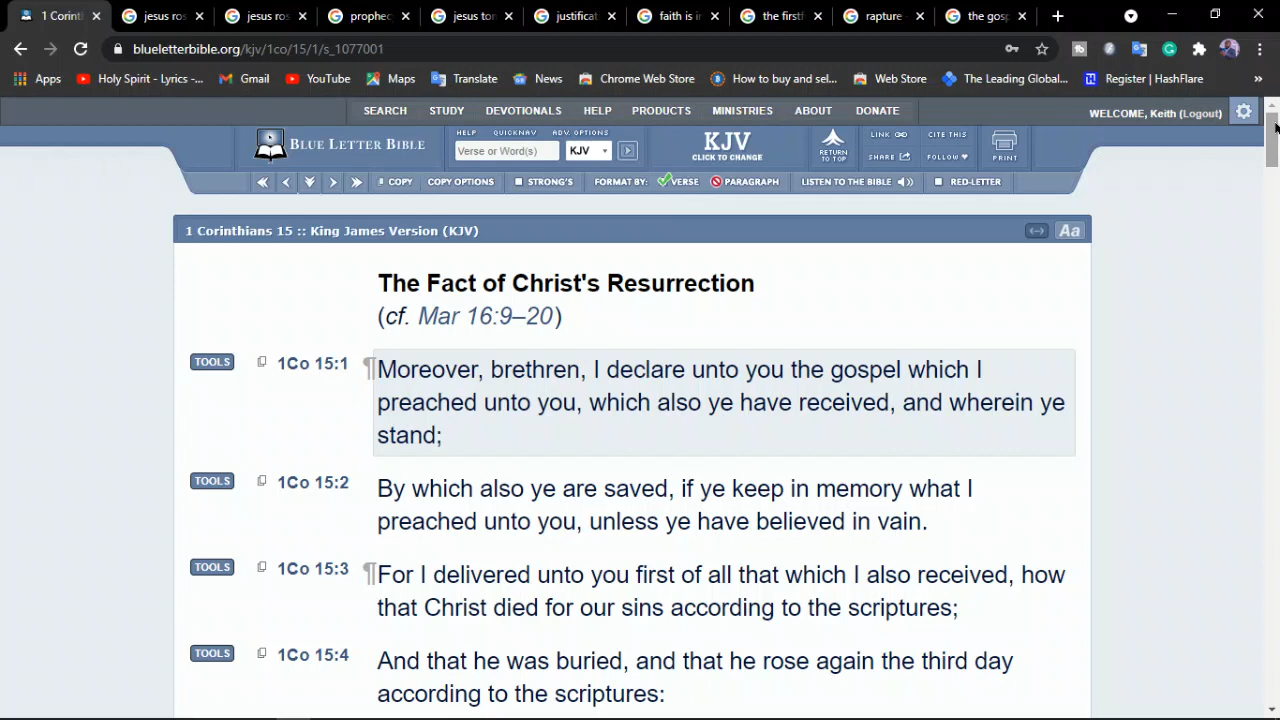 1 Corint
jesus ros
jesus ros
prophec
jesus tor
justificat
faith is i
the firstf
rapture -
the gos
blueletterbible.org/kjv/1co/15/1/s_1077001
Apps
Holy Spirit - Lyrics -...
Gmail
YouTube
Maps
Translate
News
Chrome Web Store
How to buy and sel...
Web Store
The Leading Global...
Register | HashFlare
»
SEARCH STUDY DEVOTIONALS HELP PRODUCTS MINISTRIES ABOUT DONATE
WELCOME, Keith (Logout)
BLUE LETTER BIBLE
HELP QUICKNAV ADV. OPTIONS
Verse or Word(s) KJV
KJV
CLICK TO CHANGE
RETURN
TO TOP
LINK CITE THIS
SHARE FOLLOW
PRINT
COPY COPY OPTIONS STRONG'S FORMAT BY: VERSE PARAGRAPH LISTEN TO THE BIBLE RED-LETTER
1 Corinthians 15 :: King James Version (KJV)
Aa
The Fact of Christ's Resurrection
(cf. Mar 16:9–20)
TOOLS 1Co 15:1 ¶Moreover, brethren, I declare unto you the gospel which I
preached unto you, which also ye have received, and wherein ye
stand;
TOOLS 1Co 15:2 By which also ye are saved, if ye keep in memory what I
preached unto you, unless ye have believed in vain.
TOOLS 1Co 15:3 ¶For I delivered unto you first of all that which I also received, how
that Christ died for our sins according to the scriptures;
TOOLS 1Co 15:4 And that he was buried, and that he rose again the third day
according to the scriptures: